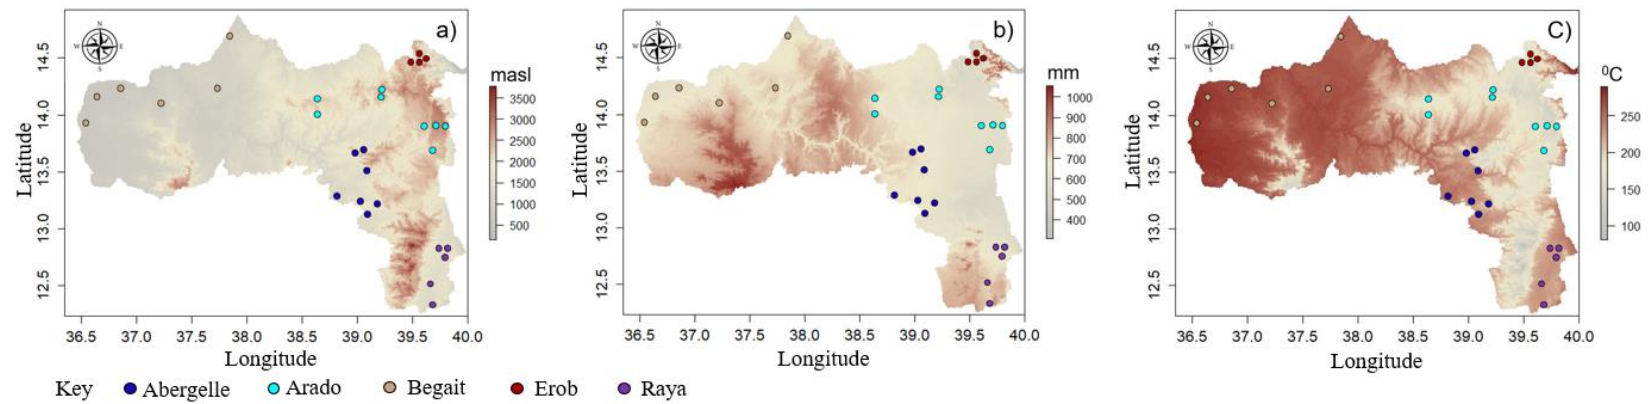 a)
N
W E
S
masl
3500
3000
2500
2000
1500
1000
500
Latitude
14.5
14.0
13.5
13.0
12.5
36.5 37.0 37.5 38.0 38.5 39.0 39.5 40.0
Longitude
b)
N
W E
S
mm
1000
900
800
700
600
500
400
Latitude
14.5
14.0
13.5
13.0
12.5
36.5 37.0 37.5 38.0 38.5 39.0 39.5 40.0
Longitude
C)
N
W E
S
⁰C
250
200
150
100
Latitude
14.5
14.0
13.5
13.0
12.5
36.5 37.0 37.5 38.0 38.5 39.0 39.5 40.0
Longitude
Key Abergelle Arado Begait Erob Raya